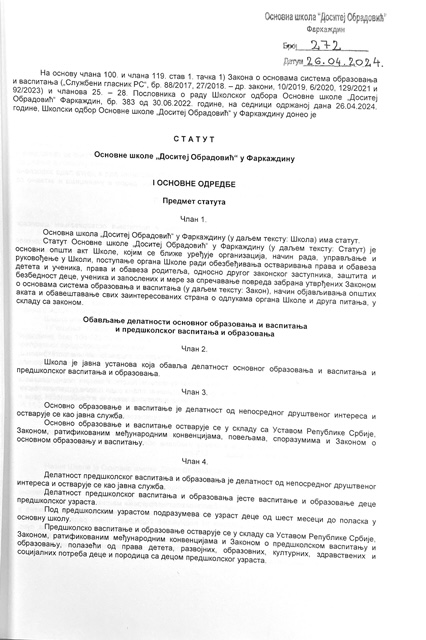 Основна школа "Доситеј Обрадовић"
Фаркаждин
Број 272
Датум 26.04.2024.
На основу члана 100. и члана 119. став 1. тачка 1) Закона о основама система образовања
и васпитања („Службени гласник РС“, бр. 88/2017, 27/2018. – др. закони, 10/2019, 6/2020, 129/2021 и
92/2023) и чланова 25. – 28. Пословника о раду Школског одбора Основне школе „Доситеј
Обрадовић“ Фаркаждин, бр. 383 од 30.06.2022. године, на седници одржаној дана 26.04.2024.
године, Школски одбор Основне школе „Доситеј Обрадовић“ у Фаркаждину донео је
С Т А Т У Т
Основне школе „Доситеј Обрадовић“ у Фаркаждину
I ОСНОВНЕ ОДРЕДБЕ
Предмет статута
Члан 1.
Основна школа „Доситеј Обрадовић“ у Фаркаждину (у даљем тексту: Школа) има статут.
Статут Основне школе „Доситеј Обрадовић“ у Фаркаждину (у даљем тексту: Статут) је
основни општи акт Школе, којим се ближе уређује организација, начин рада, управљање и
руковођење у Школи, поступање органа Школе ради обезбеђивања остваривања права и обавеза
детета и ученика, права и обавеза родитеља, односно другог законског заступника, заштита и
безбедност деце, ученика и запослених и мере за спречавање повреда забрана утврђених Законом
о основама система образовања и васпитања (у даљем тексту: Закон), начин објављивања општих
аката и обавештавање свих заинтересованих страна о одлукама органа Школе и друга питања, у
складу са законом.
Обављање делатности основног образовања и васпитања
и предшколског васпитања и образовања
Члан 2.
Школа је јавна установа која обавља делатност основног образовања и васпитања и
предшколског васпитања и образовања.
Члан 3.
Основно образовање и васпитање је делатност од непосредног друштвеног интереса и
остварује се као јавна служба.
Основно образовање и васпитање остварује се у складу са Уставом Републике Србије,
Законом, ратификованим међународним конвенцијама, повељама, споразумима и Законом о
основном образовању и васпитању.
Члан 4.
Делатност предшколског васпитања и образовања је делатност од непосредног друштвеног
интереса и остварује се као јавна служба.
Делатност предшколског васпитања и образовања јесте васпитање и образовање деце
предшколског узраста.
Под предшколским узрастом подразумева се узраст деце од шест месеци до поласка у
основну школу.
Предшколско васпитање и образовање остварује се у складу са Уставом Републике Србије,
Законом, ратификованим међународним конвенцијама и Законом о предшколском васпитању и
образовању, полазећи од права детета, развојних, образовних, културних, здравствених и
социјалних потреба деце и породица са децом предшколског узраста.